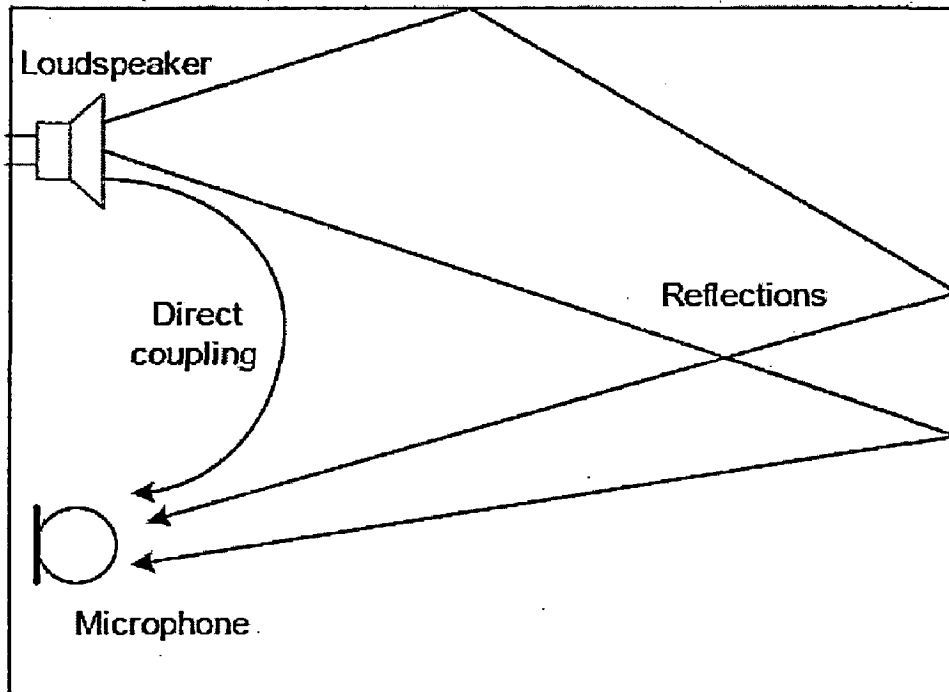 Loudspeaker
Direct
coupling
Reflections
Microphone